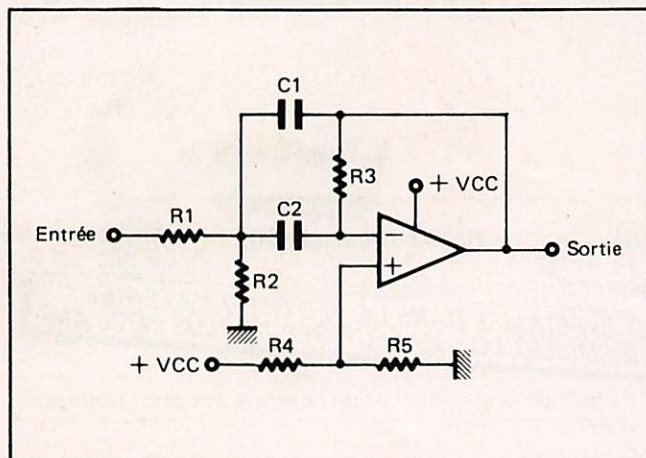 C1
R3
+ VCC
Entrée
R1
C2
−
+
Sortie
R2
+ VCC
R4
R5